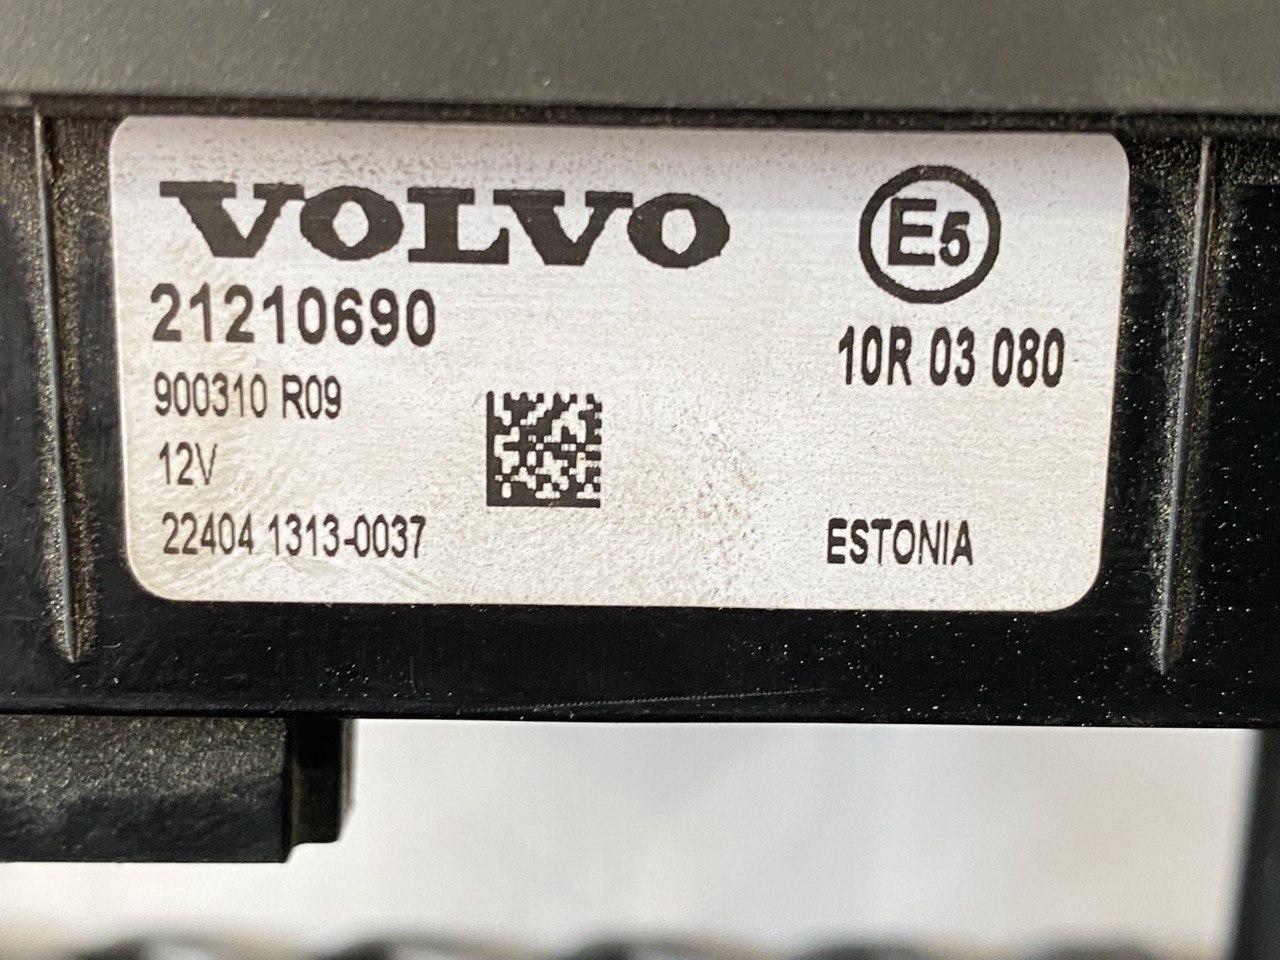 VOLVO
E5
21210690
10R 03 080
900310 R09
12V
22404 1313-0037
ESTONIA